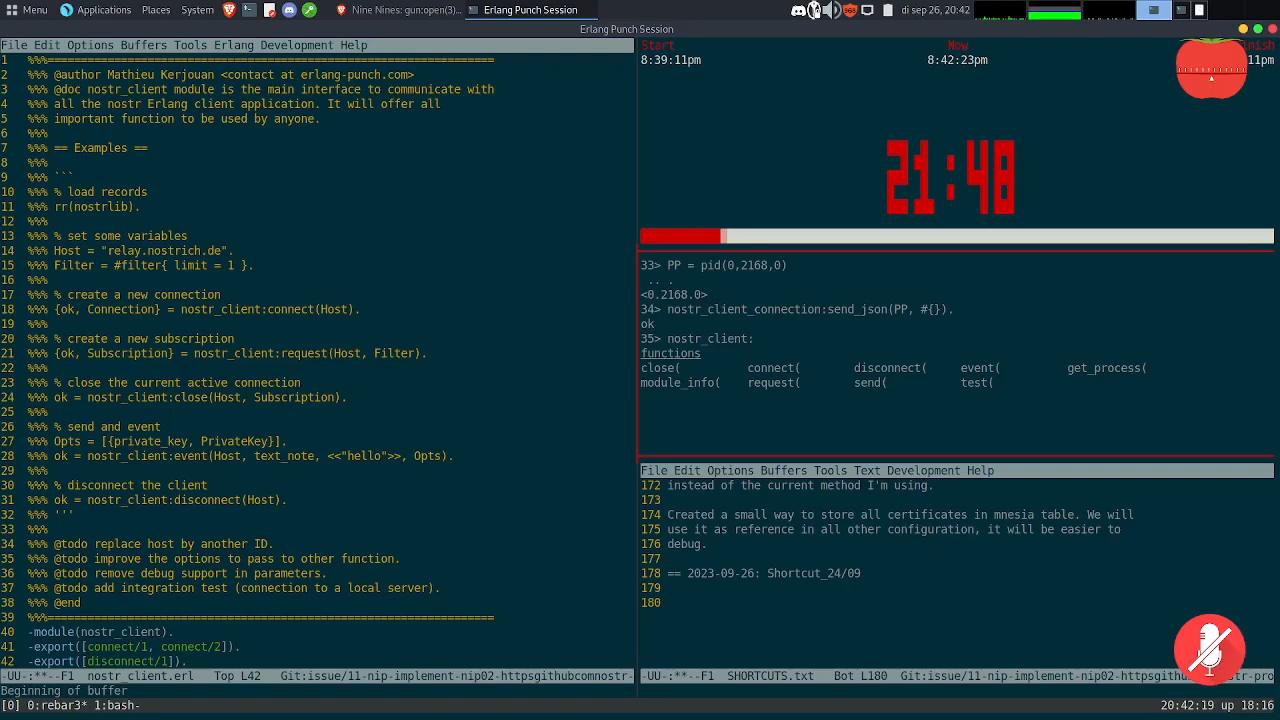 Menu Applications Places System Nine Nines: gun:open(3)... Erlang Punch Session di sep 26, 20:42
Erlang Punch Session
File Edit Options Buffers Tools Erlang Development Help
1 %%%===================================================================
2 %%% @author Mathieu Kerjouan <contact at erlang-punch.com>
3 %%% @doc nostr_client module is the main interface to communicate with
4 %%% all the nostr Erlang client application. It will offer all
5 %%% important function to be used by anyone.
6 %%%
7 %%% == Examples ==
8 %%%
9 %%% ```
10 %%% % load records
11 %%% rr(nostrlib).
12 %%%
13 %%% % set some variables
14 %%% Host = "relay.nostrich.de".
15 %%% Filter = #filter{ limit = 1 }.
16 %%%
17 %%% % create a new connection
18 %%% {ok, Connection} = nostr_client:connect(Host).
19 %%%
20 %%% % create a new subscription
21 %%% {ok, Subscription} = nostr_client:request(Host, Filter).
22 %%%
23 %%% % close the current active connection
24 %%% ok = nostr_client:close(Host, Subscription).
25 %%%
26 %%% % send and event
27 %%% Opts = [{private_key, PrivateKey}].
28 %%% ok = nostr_client:event(Host, text_note, <<"hello">>, Opts).
29 %%%
30 %%% % disconnect the client
31 %%% ok = nostr_client:disconnect(Host).
32 %%% '''
33 %%%
34 %%% @todo replace host by another ID.
35 %%% @todo improve the options to pass to other function.
36 %%% @todo remove debug support in parameters.
37 %%% @todo add integration test (connection to a local server).
38 %%% @end
39 %%%===================================================================
40 -module(nostr_client).
41 -export([connect/1, connect/2]).
42 -export([disconnect/1]).
-UU-:**--F1 nostr_client.erl Top L42 Git:issue/11-nip-implement-nip02-httpsgithubcomnostr-
Beginning of buffer
Start Now inish
8:39:11pm 8:42:23pm 11pm
21:48
33> PP = pid(0,2168,0)
.. .
<0.2168.0>
34> nostr_client_connection:send_json(PP, #{}).
ok
35> nostr_client:
functions
close( connect( disconnect( event( get_process(
module_info( request( send( test(
File Edit Options Buffers Tools Text Development Help
172 instead of the current method I'm using.
173
174 Created a small way to store all certificates in mnesia table. We will
175 use it as reference in all other configuration, it will be easier to
176 debug.
177
178 == 2023-09-26: Shortcut_24/09
179
180
-UU-:**--F1 SHORTCUTS.txt Bot L180 Git:issue/11-nip-implement-nip02-httpsgithub str-pro
[0] 0:rebar3* 1:bash- 20:42:19 up 18:16